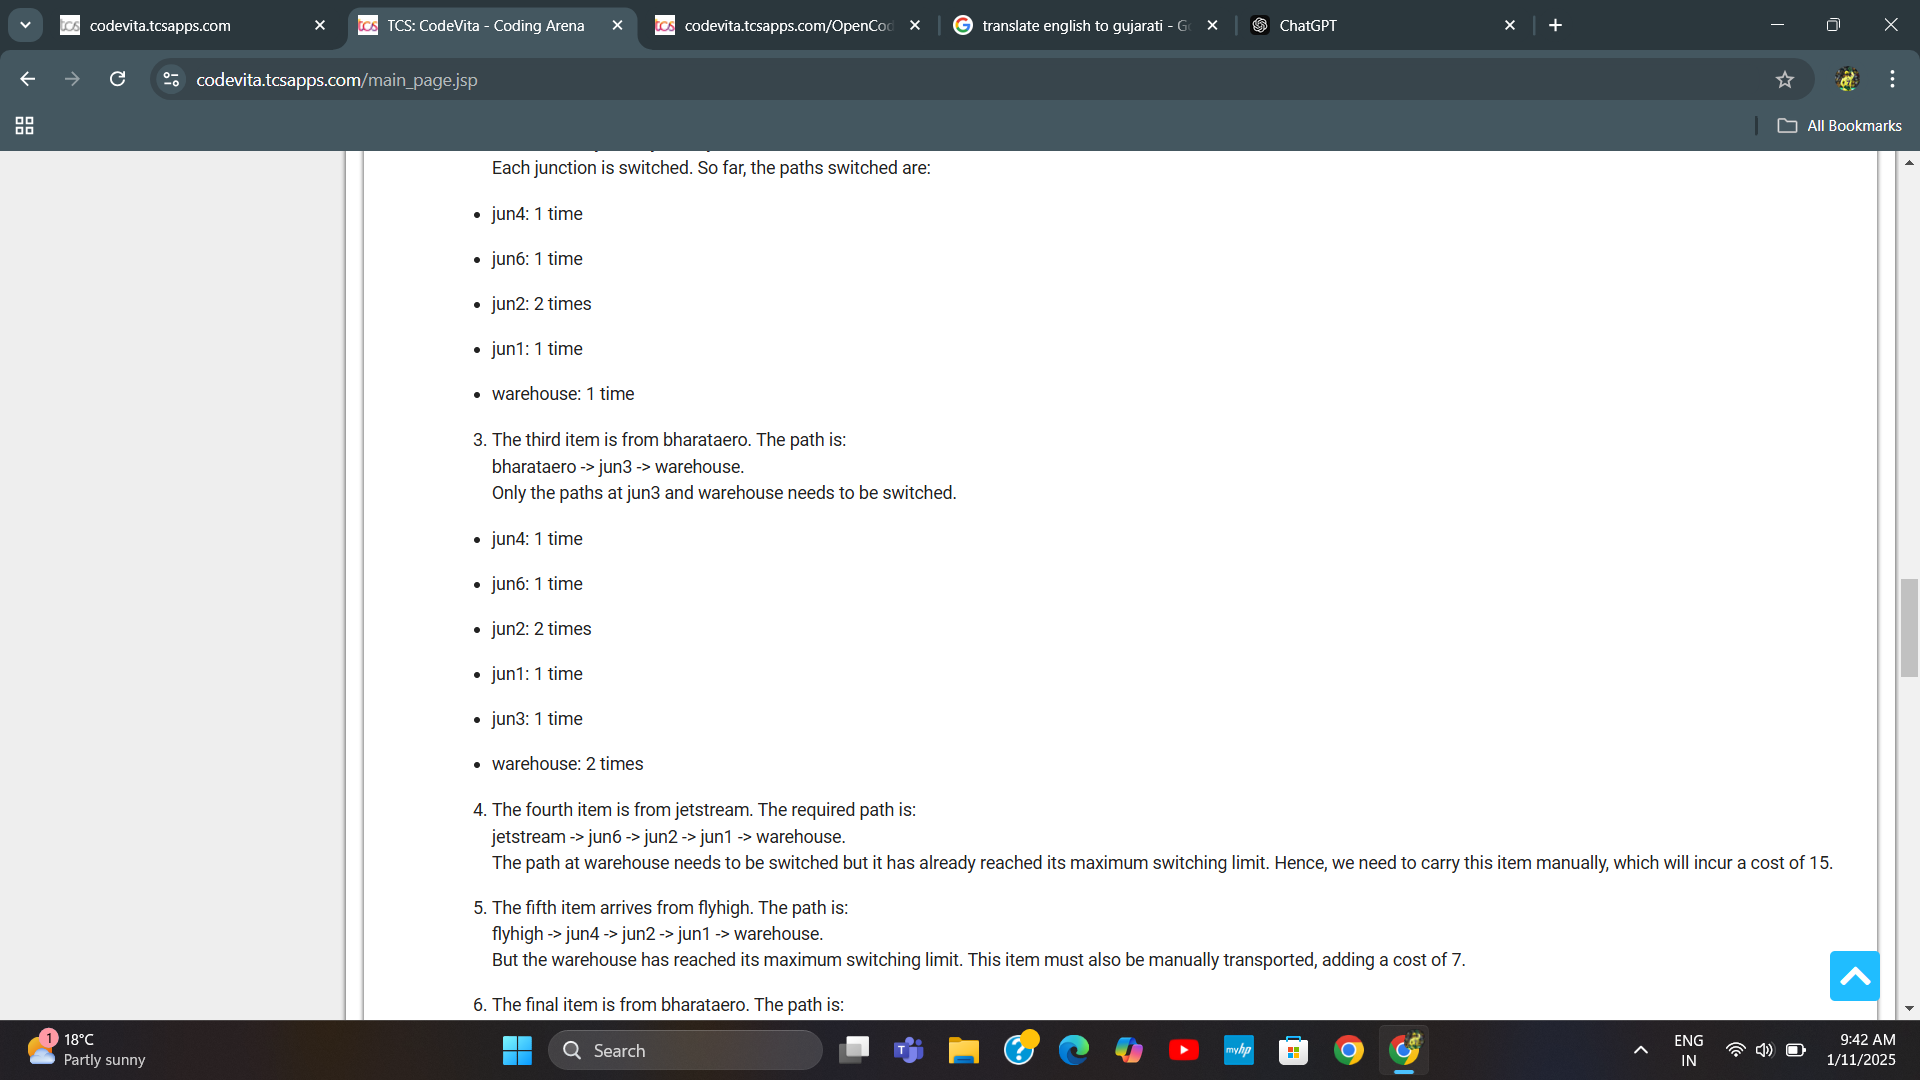 codevita.tcsapps.com
TCS: CodeVita - Coding Arena
codevita.tcsapps.com/OpenCod
translate english to gujarati - G
ChatGPT
codevita.tcsapps.com/main_page.jsp
All Bookmarks
Each junction is switched. So far, the paths switched are:
• jun4: 1 time
• jun6: 1 time
• jun2: 2 times
• jun1: 1 time
• warehouse: 1 time
3. The third item is from bharataero. The path is:
bharataero -> jun3 -> warehouse.
Only the paths at jun3 and warehouse needs to be switched.
• jun4: 1 time
• jun6: 1 time
• jun2: 2 times
• jun1: 1 time
• jun3: 1 time
• warehouse: 2 times
4. The fourth item is from jetstream. The required path is:
jetstream -> jun6 -> jun2 -> jun1 -> warehouse.
The path at warehouse needs to be switched but it has already reached its maximum switching limit. Hence, we need to carry this item manually, which will incur a cost of 15.
5. The fifth item arrives from flyhigh. The path is:
flyhigh -> jun4 -> jun2 -> jun1 -> warehouse.
But the warehouse has reached its maximum switching limit. This item must also be manually transported, adding a cost of 7.
6. The final item is from bharataero. The path is:
1
18°C
Partly sunny
Search
myhp
ENG
IN
9:42 AM
1/11/2025